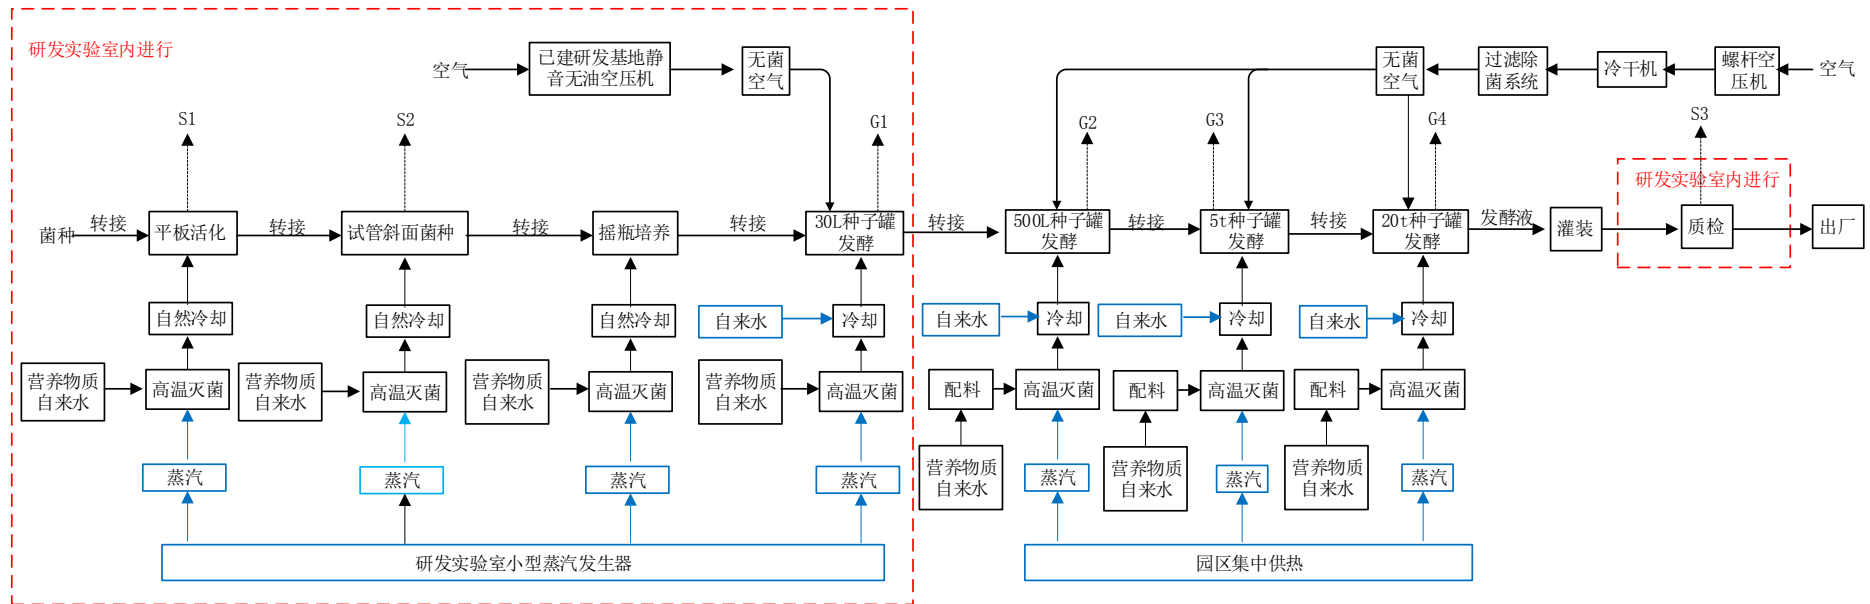 研发实验室内进行
空气
已建研发基地静
音无油空压机
无菌
空气
无菌
空气
过滤除
菌系统
冷干机
螺杆空
压机
空气
S1
S2
G1
G2
G3
G4
S3
研发实验室内进行
菌种
转接
平板活化
转接
试管斜面菌种
转接
摇瓶培养
转接
30L种子罐
发酵
转接
500L种子罐
发酵
转接
5t种子罐
发酵
转接
20t种子罐
发酵
发酵液
灌装
质检
出厂
自然冷却
自然冷却
自然冷却
自来水
冷却
自来水
冷却
自来水
冷却
自来水
冷却
营养物质
自来水
高温灭菌
营养物质
自来水
高温灭菌
营养物质
自来水
高温灭菌
营养物质
自来水
高温灭菌
配料
高温灭菌
配料
高温灭菌
配料
高温灭菌
蒸汽
蒸汽
蒸汽
蒸汽
营养物质
自来水
蒸汽
营养物质
自来水
蒸汽
营养物质
自来水
蒸汽
研发实验室小型蒸汽发生器
园区集中供热